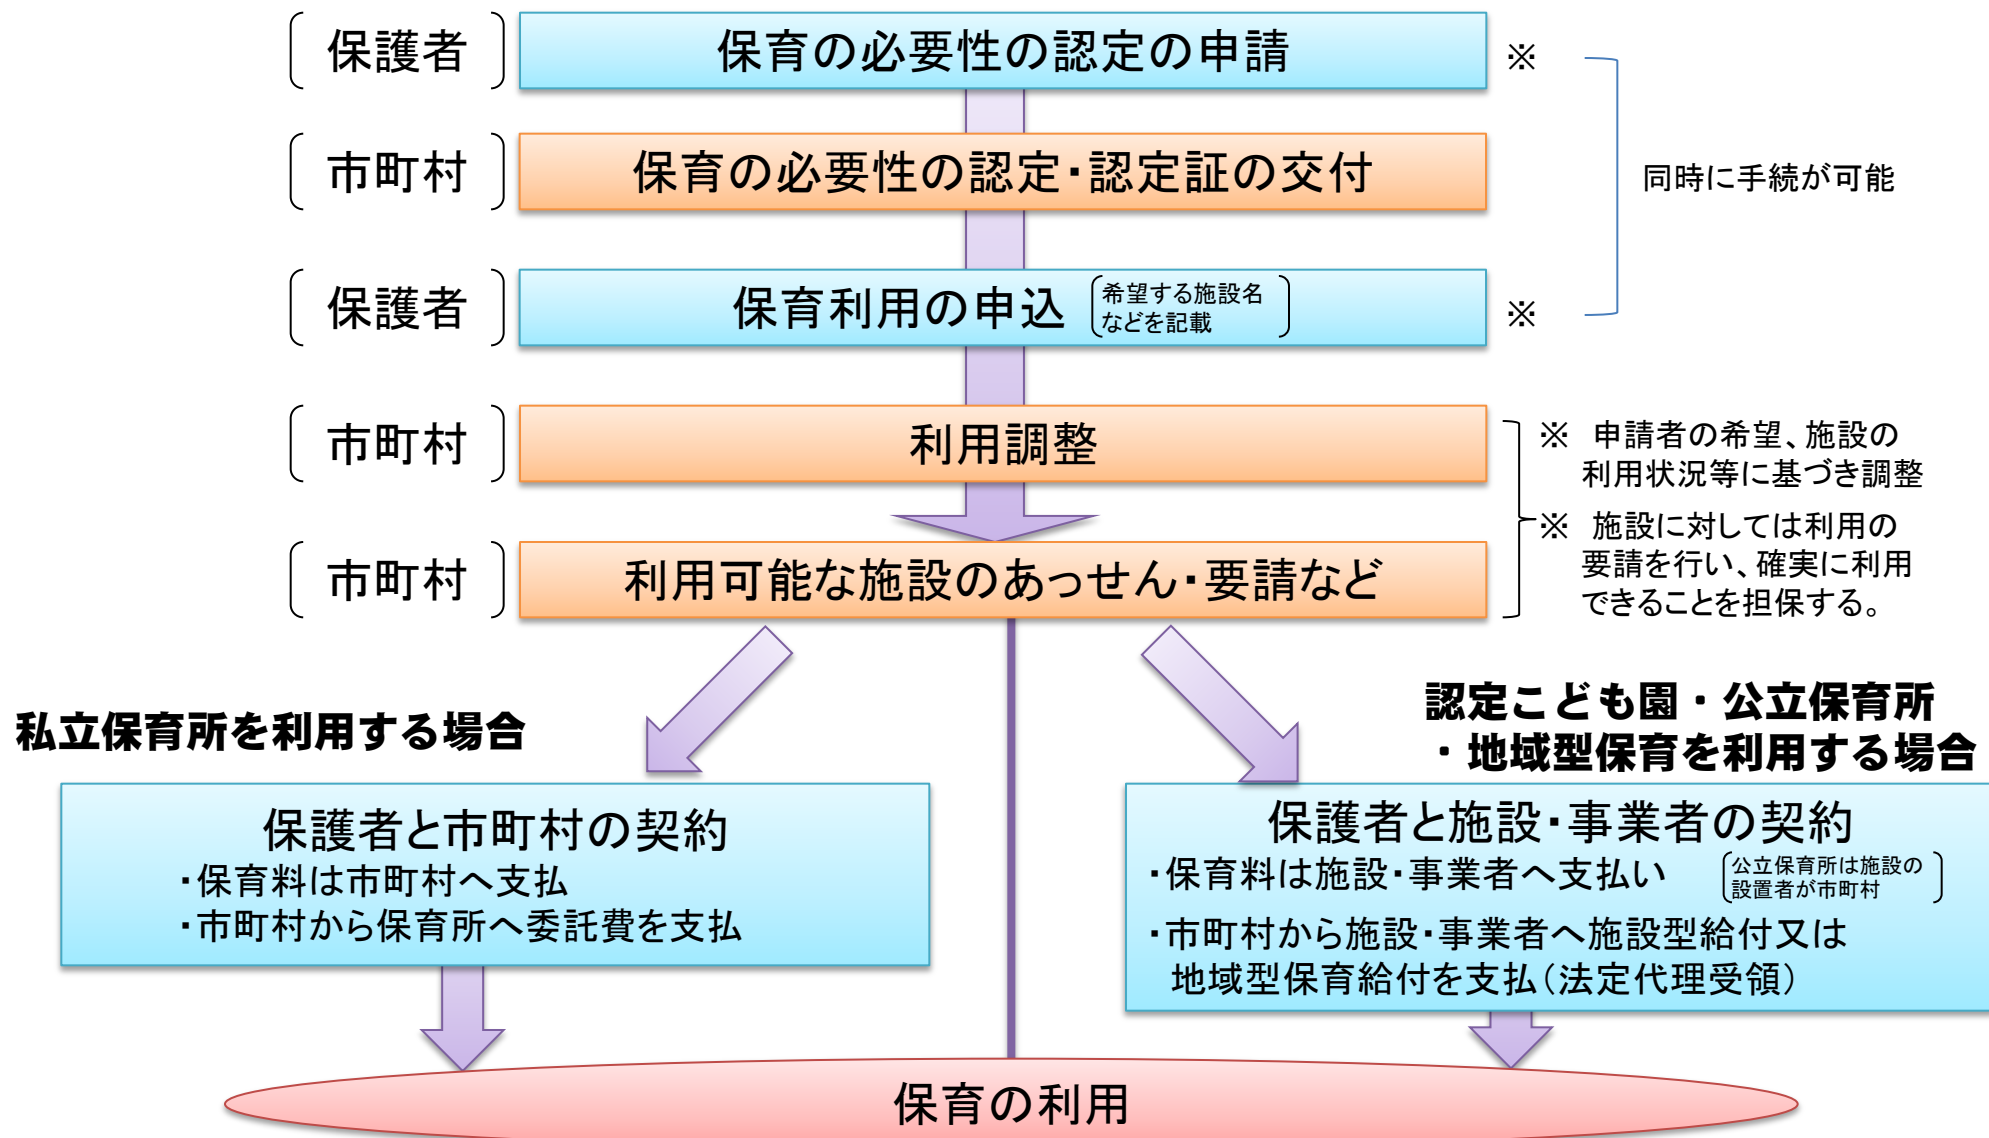 保護者
保育の必要性の認定の申請
※
市町村
保育の必要性の認定・認定証の交付
同時に手続が可能
保護者
保育利用の申込
希望する施設名
などを記載
※
市町村
利用調整
※ 申請者の希望、施設の
利用状況等に基づき調整
※ 施設に対しては利用の
要請を行い、確実に利用
できることを担保する。
市町村
利用可能な施設のあっせん・要請など
私立保育所を利用する場合
保護者と市町村の契約
・保育料は市町村へ支払
・市町村から保育所へ委託費を支払
認定こども園・公立保育所
・地域型保育を利用する場合
保護者と施設・事業者の契約
・保育料は施設・事業者へ支払い
公立保育所は施設の
設置者が市町村
・市町村から施設・事業者へ施設型給付又は
地域型保育給付を支払（法定代理受領）
保育の利用